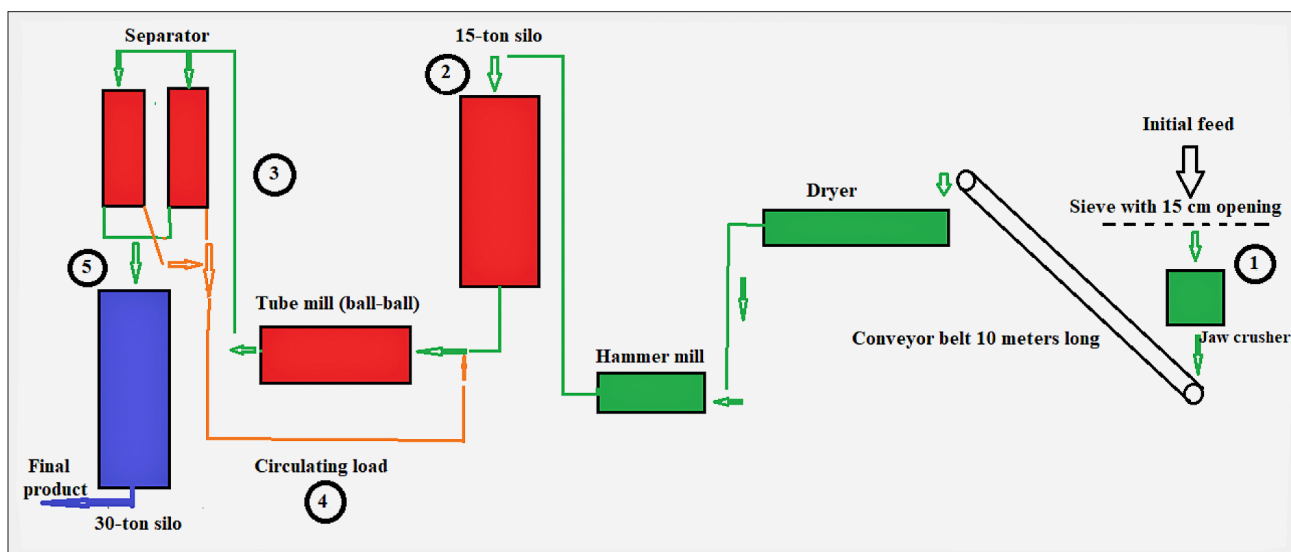 Separator
15-ton silo
2
Initial feed
3
Dryer
Sieve with 15 cm opening
1
5
Tube mill (ball-ball)
Conveyor belt 10 meters long
Jaw crusher
Hammer mill
Final
product
Circulating load
4
30-ton silo